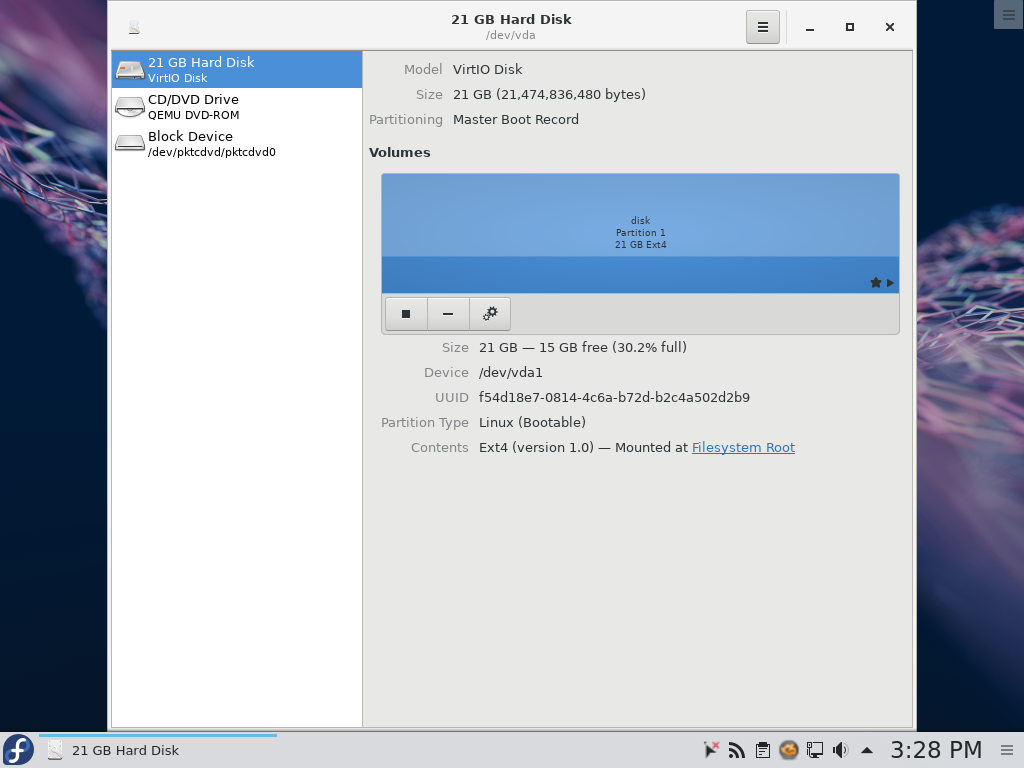 21 GB Hard Disk
/dev/vda
21 GB Hard Disk
VirtIO Disk
CD/DVD Drive
QEMU DVD-ROM
Block Device
/dev/pktcdvd/pktcdvd0
Model VirtIO Disk
Size 21 GB (21,474,836,480 bytes)
Partitioning Master Boot Record
Volumes
disk
Partition 1
21 GB Ext4
Size 21 GB — 15 GB free (30.2% full)
Device /dev/vda1
UUID f54d18e7-0814-4c6a-b72d-b2c4a502d2b9
Partition Type Linux (Bootable)
Contents Ext4 (version 1.0) — Mounted at Filesystem Root
21 GB Hard Disk
3:28 PM